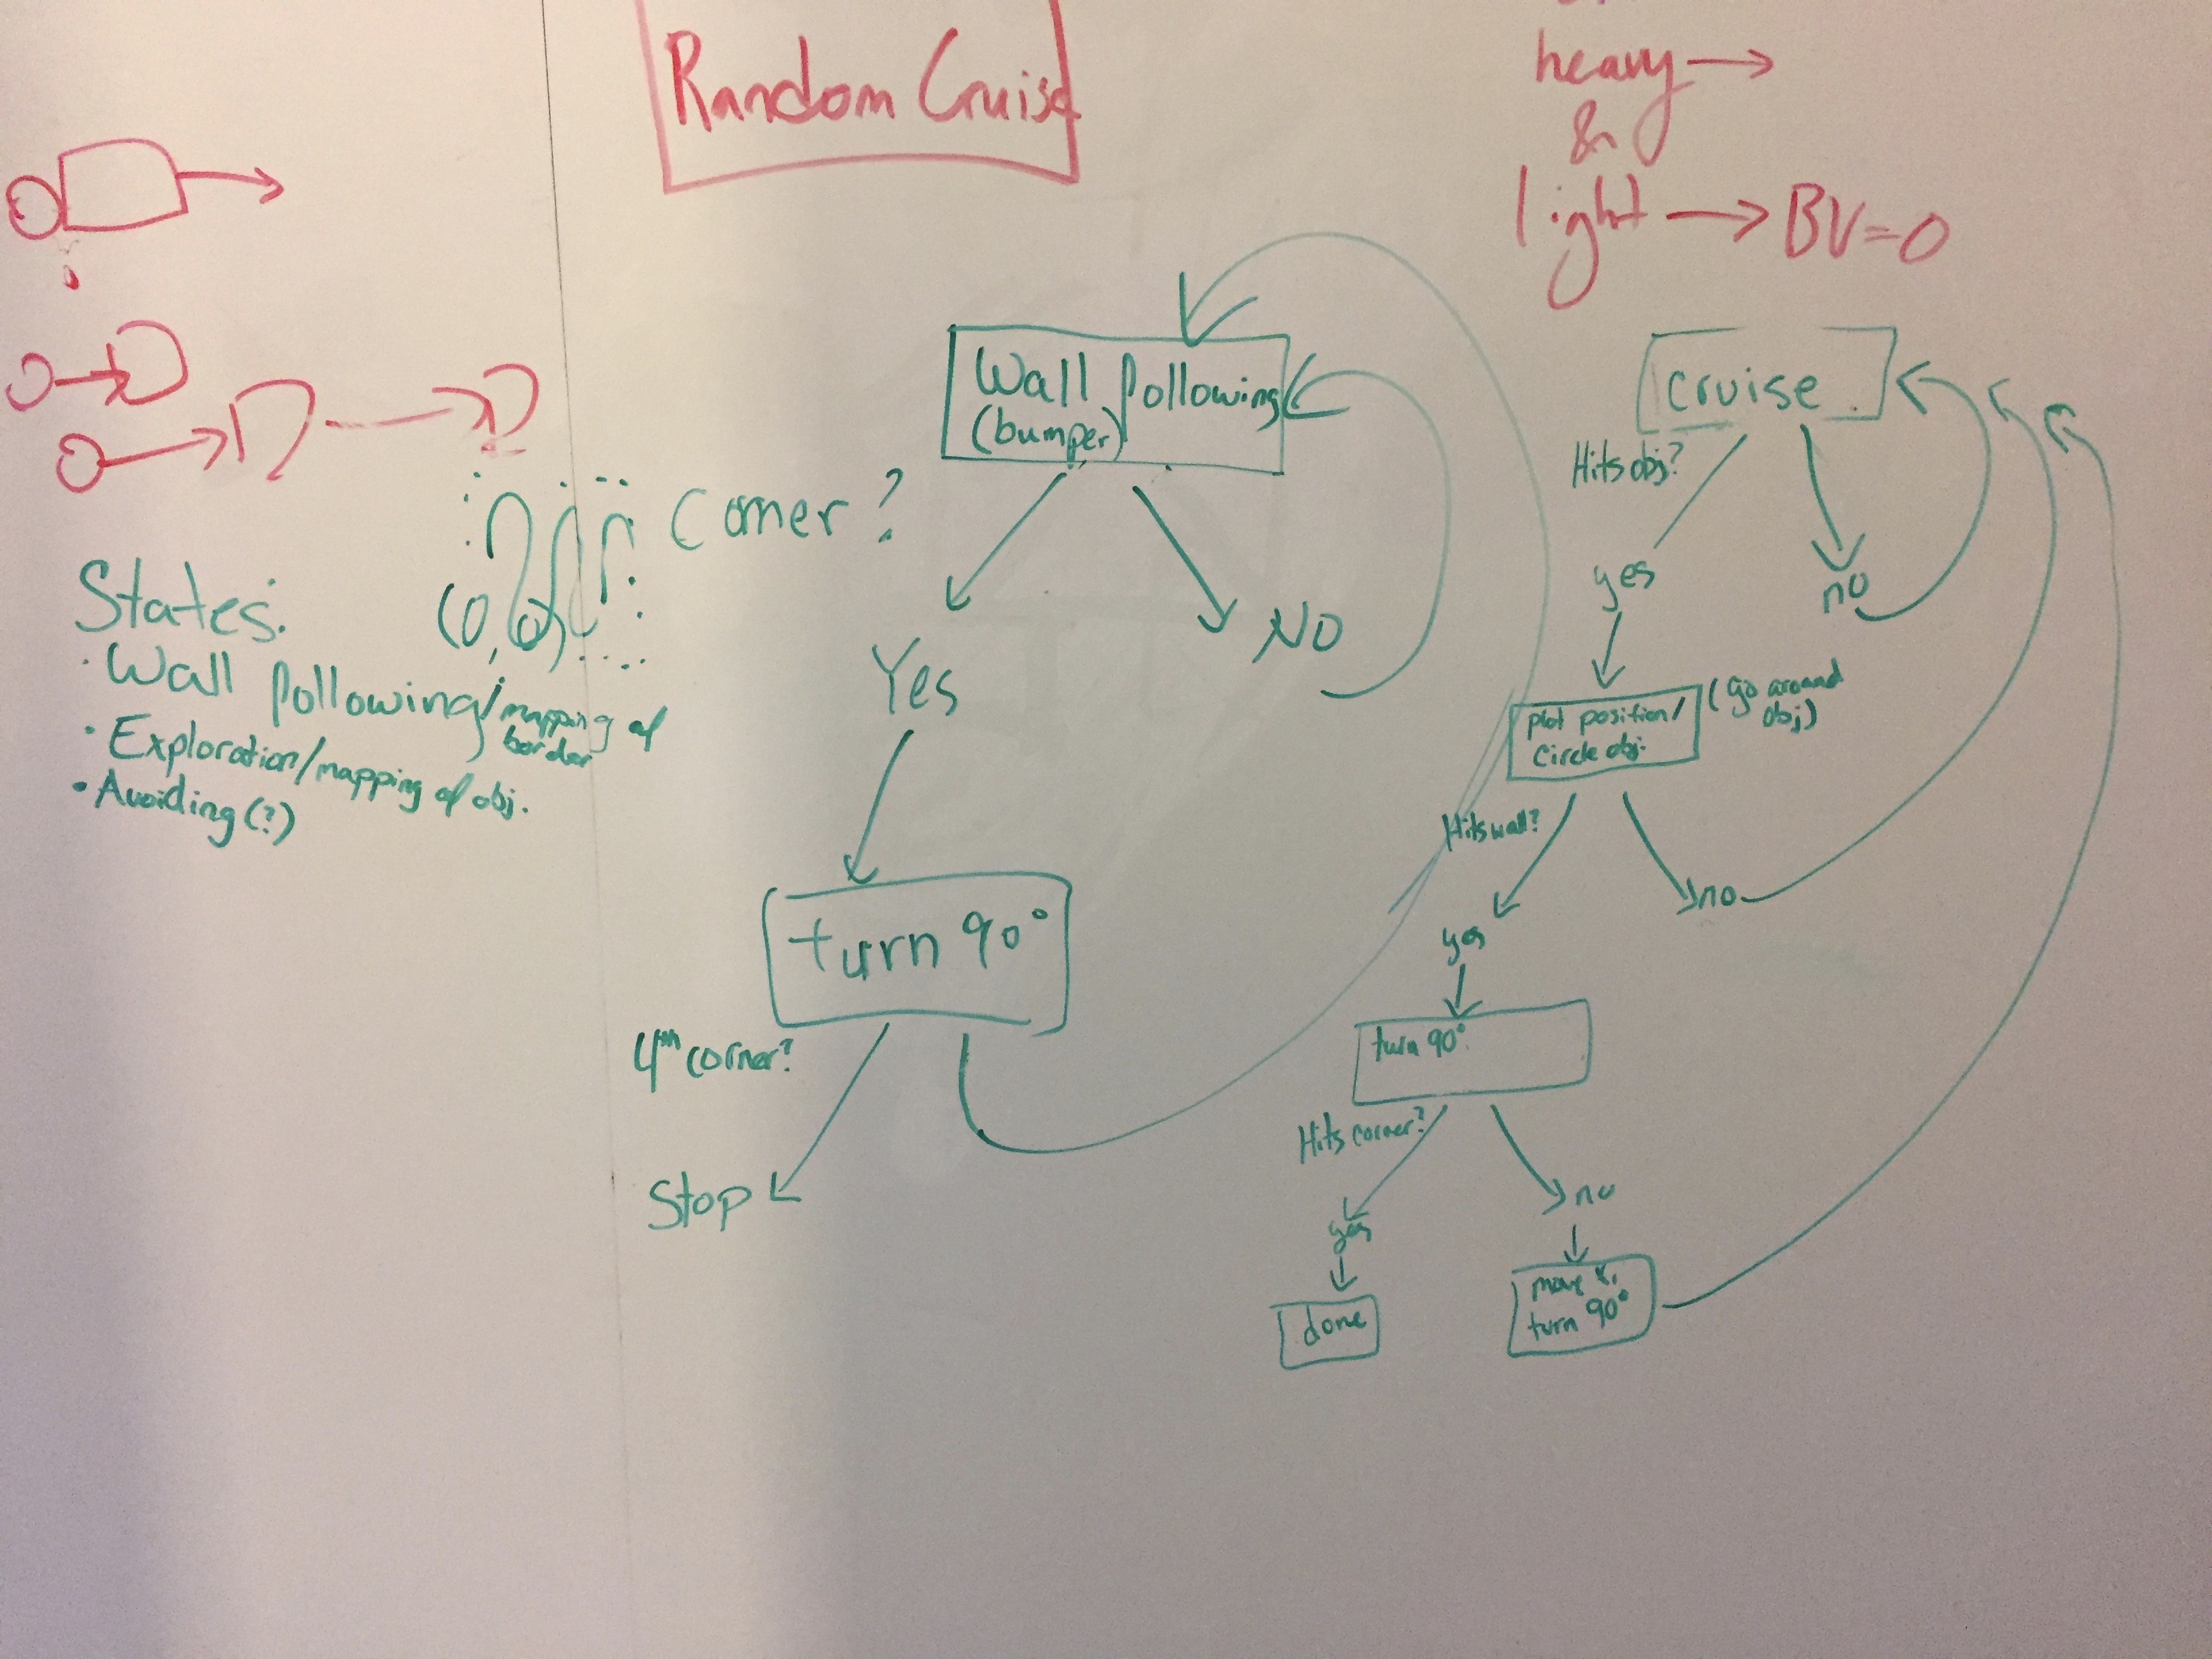 Random Cruise
heavy →
&
light → BV=0
States:
· Wall following/mapping of
border
· Exploration/mapping of obj.
· Avoiding (?)
(0,0)
Wall following
(bumper)
Corner?
Yes
NO
turn 90°
4th corner?
Stop
cruise
Hits obj?
yes
no
plot position/
Circle obj.
(go around
obj)
Hits wall?
yes
no
turn 90°
Hits corner?
yes
no
done
move x,
turn 90°